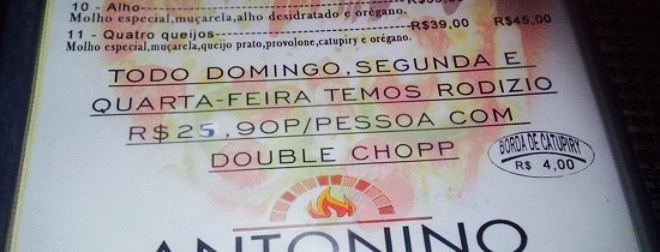 10 - Alho
Molho especial,muçarela,alho desidratado e orégano.
11 - Quatro queijos R$39,00 R$45,00
Molho especial,muçarela,queijo prato,provolone,catupiry e orégano.
TODO DOMINGO,SEGUNDA E
QUARTA-FEIRA TEMOS RODIZIO
R$25,90P/PESSOA COM
DOUBLE CHOPP
BORDA DE CATUPIRY
R$ 4,00
ANTONINO